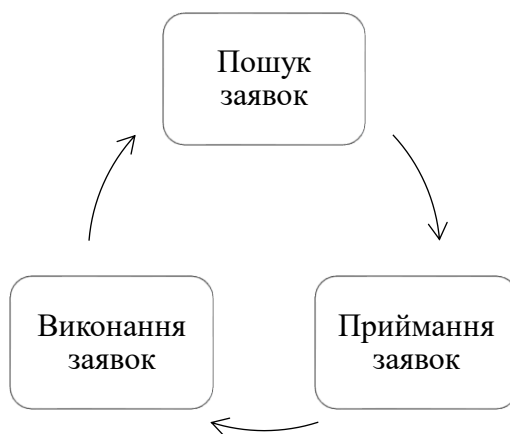 Пошук
заявок
Виконання
заявок
Приймання
заявок